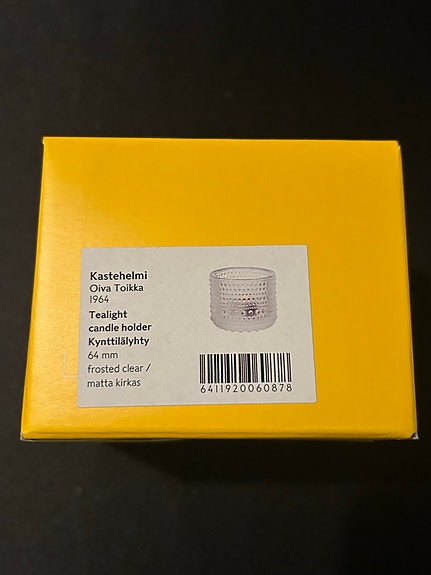 Kastehelmi
Oiva Toikka
1964
Tealight
candle holder
Kynttilälyhty
64 mm
frosted clear /
matta kirkas
6411920060878